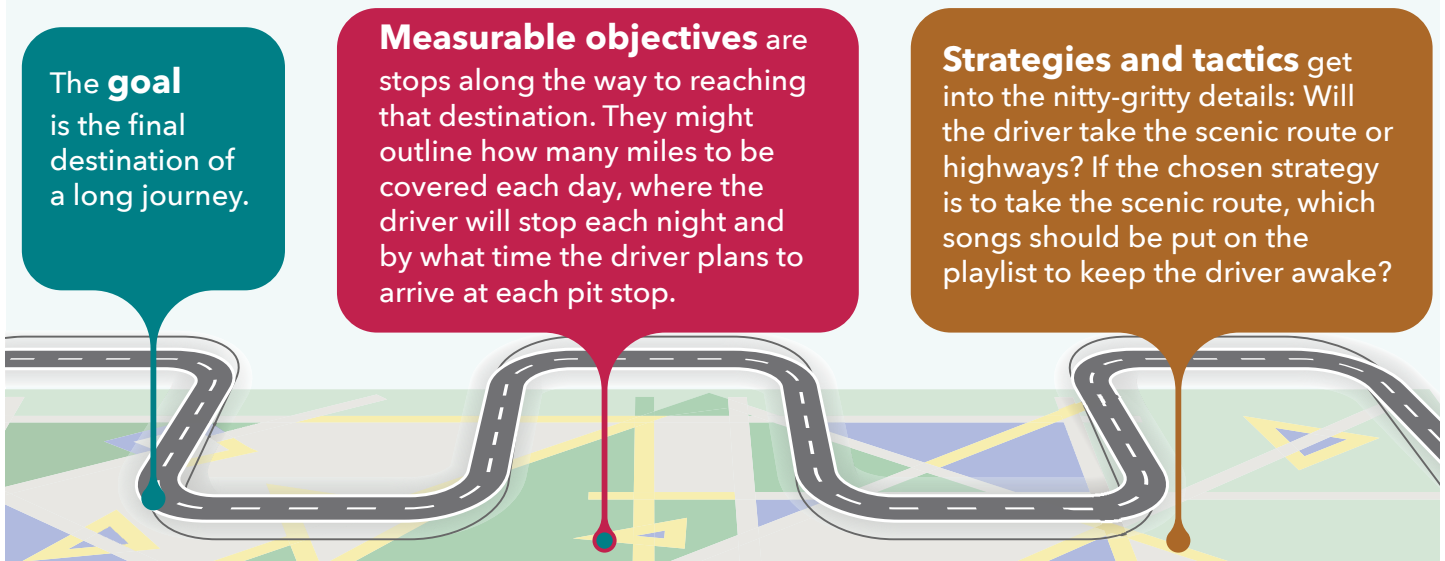 The goal
is the final
destination of
a long journey.
Measurable objectives are
stops along the way to reaching
that destination. They might
outline how many miles to be
covered each day, where the
driver will stop each night and
by what time the driver plans to
arrive at each pit stop.
Strategies and tactics get
into the nitty-gritty details: Will
the driver take the scenic route or
highways? If the chosen strategy
is to take the scenic route, which
songs should be put on the
playlist to keep the driver awake?